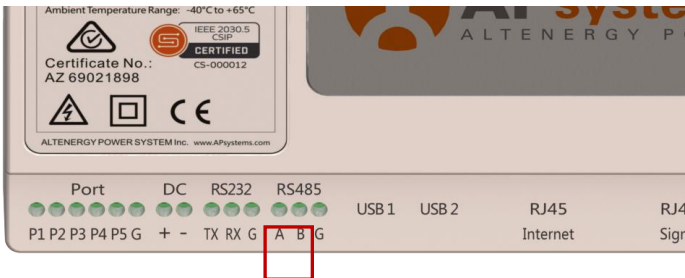 Ambient Temperature Range: -40°C to +65°C
IEEE 2030.5
CSIP
CERTIFIED
CS-000012
Certificate No.:
AZ 69021898
CE
ALTENERGY POWER SYSTEM Inc. www.APsystems.com
APsyste
ALTENERGY PO
Port DC RS232 RS485 USB 1 USB 2 RJ45 RJ4
P1 P2 P3 P4 P5 G + - TX RX G A B G Internet Sign